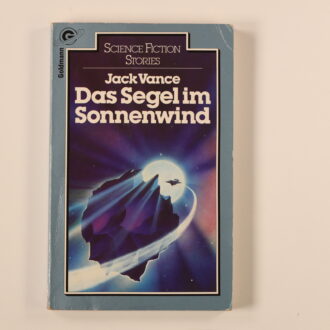 Goldmann
SCIENCE FICTION
STORIES
Jack Vance
Das Segel im
Sonnenwind